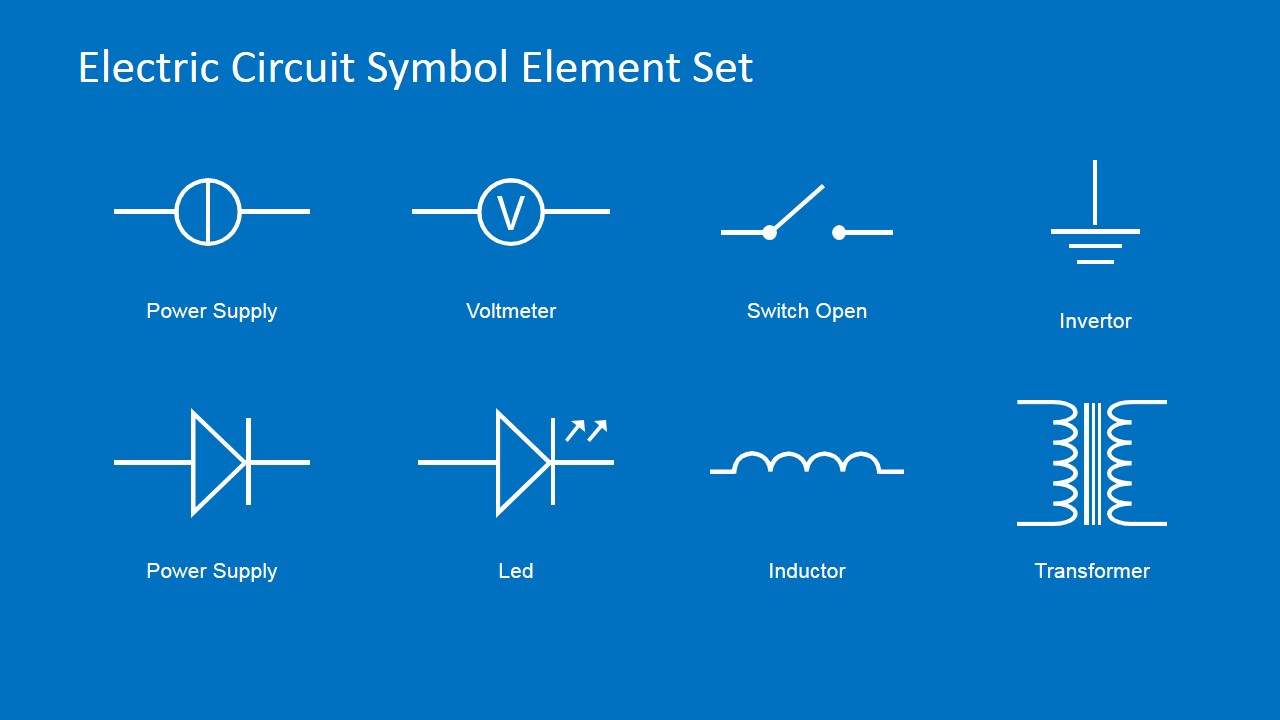 Electric Circuit Symbol Element Set
V
Power Supply
Voltmeter
Switch Open
Invertor
Power Supply
Led
Inductor
Transformer